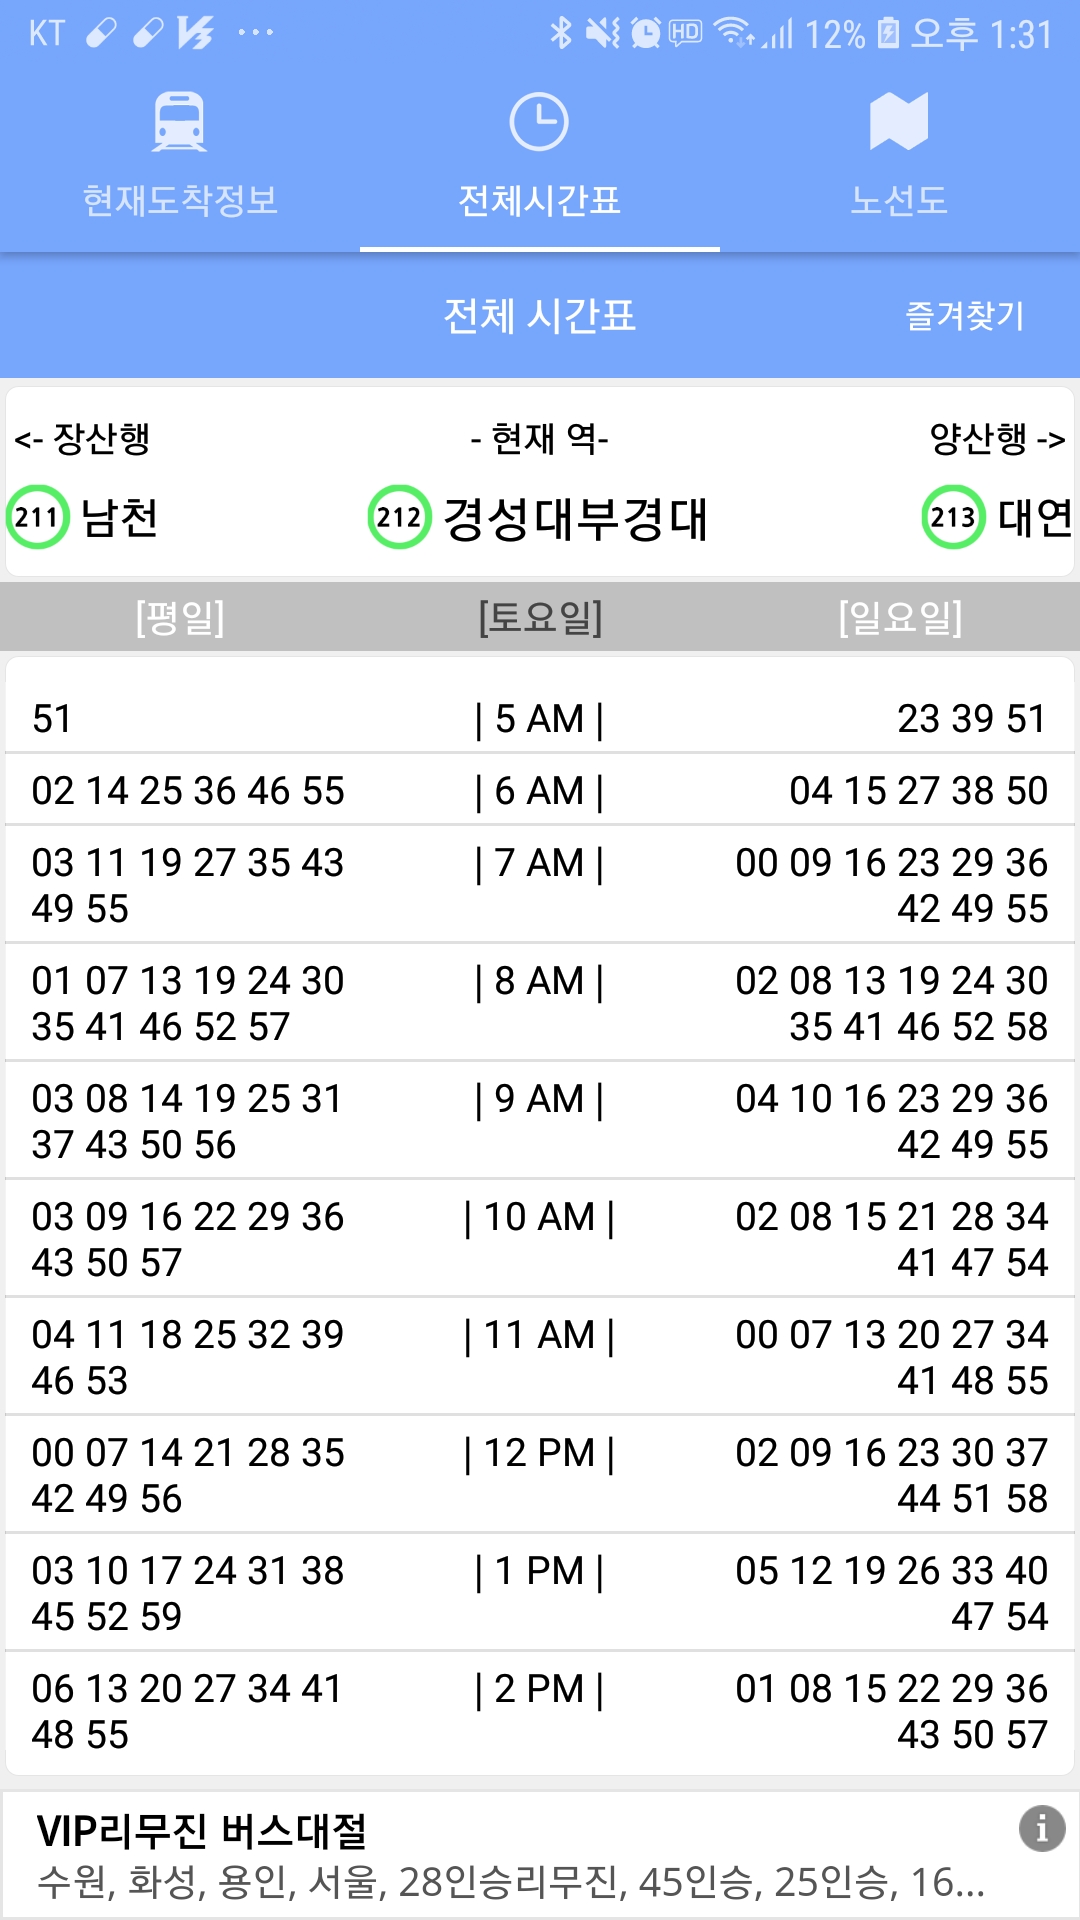 KT ... HD 12% 오후 1:31
현재도착정보 전체시간표 노선도
전체 시간표 즐겨찾기
<- 장산행 - 현재 역- 양산행 ->
211 남천 212 경성대부경대 213 대연
[평일] [토요일] [일요일]
51 | 5 AM | 23 39 51
02 14 25 36 46 55 | 6 AM | 04 15 27 38 50
03 11 19 27 35 43 | 7 AM | 00 09 16 23 29 36
49 55 42 49 55
01 07 13 19 24 30 | 8 AM | 02 08 13 19 24 30
35 41 46 52 57 35 41 46 52 58
03 08 14 19 25 31 | 9 AM | 04 10 16 23 29 36
37 43 50 56 42 49 55
03 09 16 22 29 36 | 10 AM | 02 08 15 21 28 34
43 50 57 41 47 54
04 11 18 25 32 39 | 11 AM | 00 07 13 20 27 34
46 53 41 48 55
00 07 14 21 28 35 | 12 PM | 02 09 16 23 30 37
42 49 56 44 51 58
03 10 17 24 31 38 | 1 PM | 05 12 19 26 33 40
45 52 59 47 54
06 13 20 27 34 41 | 2 PM | 01 08 15 22 29 36
48 55 43 50 57
VIP리무진 버스대절
수원, 화성, 용인, 서울, 28인승리무진, 45인승, 25인승, 16...